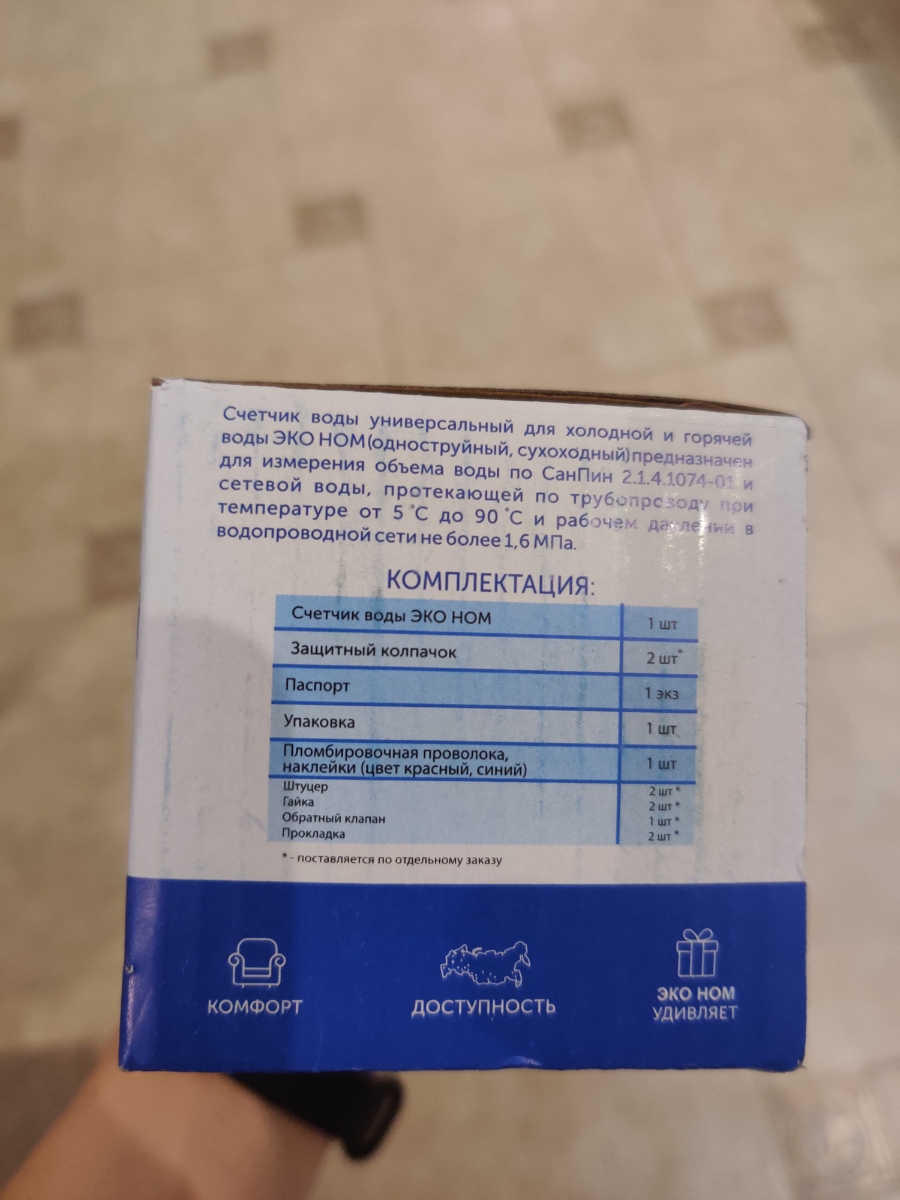 Счетчик воды универсальный для холодной и горячей
воды ЭКО НОМ(одноструйный, сухоходный)предназначен
для измерения объема воды по СанПин 2.1.4.1074-01 и
сетевой воды, протекающей по трубопроводу при
температуре от 5 °С до 90 °С и рабочем давлении в
водопроводной сети не более 1,6 МПа.
КОМПЛЕКТАЦИЯ:
Счетчик воды ЭКО НОМ 1 шт
Защитный колпачок 2 шт*
Паспорт 1 экз
Упаковка 1 шт
Пломбировочная проволока,
наклейки (цвет красный, синий) 1 шт
Штуцер 2 шт *
Гайка 2 шт *
Обратный клапан 1 шт *
Прокладка 2 шт *
* - поставляется по отдельному заказу
КОМФОРТ
ДОСТУПНОСТЬ
ЭКО НОМ
УДИВЛЯЕТ